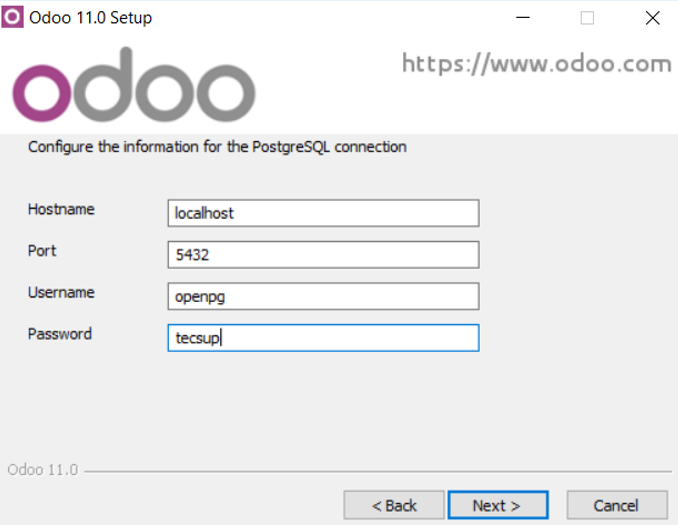 Odoo 11.0 Setup
odoo
https://www.odoo.com
Configure the information for the PostgreSQL connection
Hostname localhost
Port 5432
Username openpg
Password tecsup
Odoo 11.0
< Back Next > Cancel